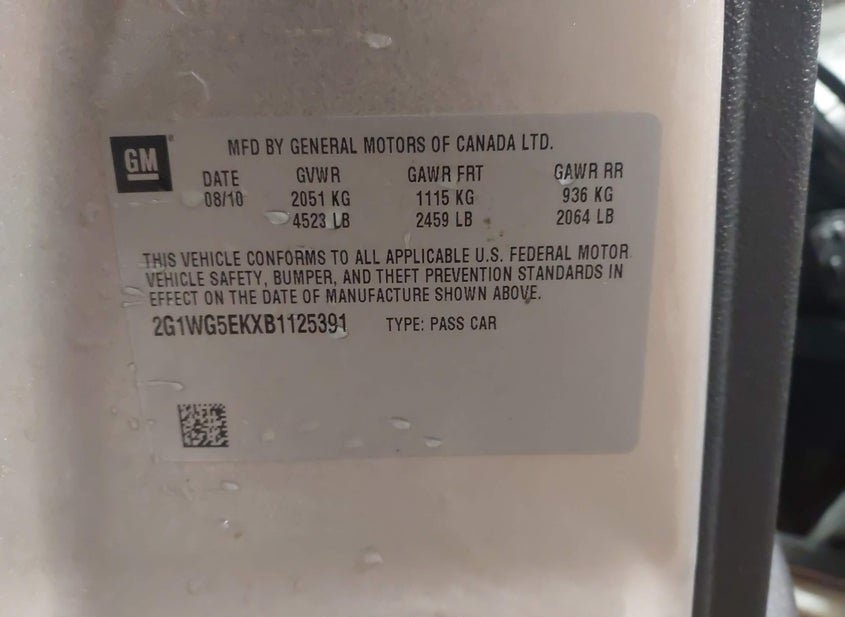 GM
MFD BY GENERAL MOTORS OF CANADA LTD.
DATE GVWR GAWR FRT GAWR RR
08/10 2051 KG 1115 KG 936 KG
4523 LB 2459 LB 2064 LB
THIS VEHICLE CONFORMS TO ALL APPLICABLE U.S. FEDERAL MOTOR
VEHICLE SAFETY, BUMPER, AND THEFT PREVENTION STANDARDS IN
EFFECT ON THE DATE OF MANUFACTURE SHOWN ABOVE.
2G1WG5EKXB1125391 TYPE: PASS CAR